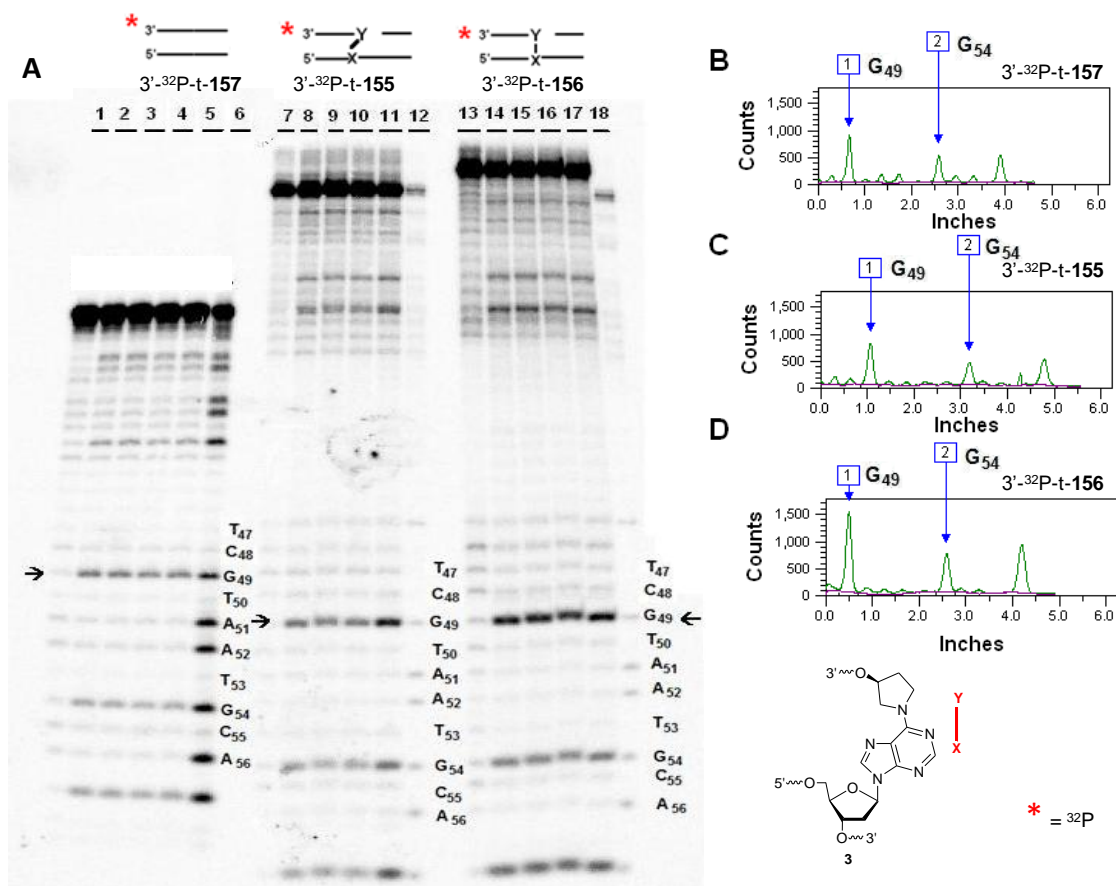 * 3' 5'
* 3' Y 5' X
* 3' Y 5' X
A
3'-³²P-t-157 3'-³²P-t-155 3'-³²P-t-156
1 2 3 4 5 6 7 8 9 10 11 12 13 14 15 16 17 18
T₄₇
C₄₈
G₄₉
T₅₀
A₅₁
A₅₂
T₅₃
G₅₄
C₅₅
A₅₆
T₄₇
C₄₈
G₄₉
T₅₀
A₅₁
A₅₂
T₅₃
G₅₄
C₅₅
A₅₆
T₄₇
C₄₈
G₄₉
T₅₀
A₅₁
A₅₂
T₅₃
G₅₄
C₅₅
A₅₆
B
1 G₄₉ 2 G₅₄
3'-³²P-t-157
Counts
1,500
1,000
500
0
0.0 1.0 2.0 3.0 4.0 5.0 6.0
Inches
C
1 G₄₉ 2 G₅₄
3'-³²P-t-155
Counts
1,500
1,000
500
0
0.0 1.0 2.0 3.0 4.0 5.0 6.0
Inches
D
1 G₄₉ 2 G₅₄
3'-³²P-t-156
Counts
1,500
1,000
500
0
0.0 1.0 2.0 3.0 4.0 5.0
Inches
3' O
N
N N
N N
5' O
O
O 3'
3
Y
X
* = ³²P